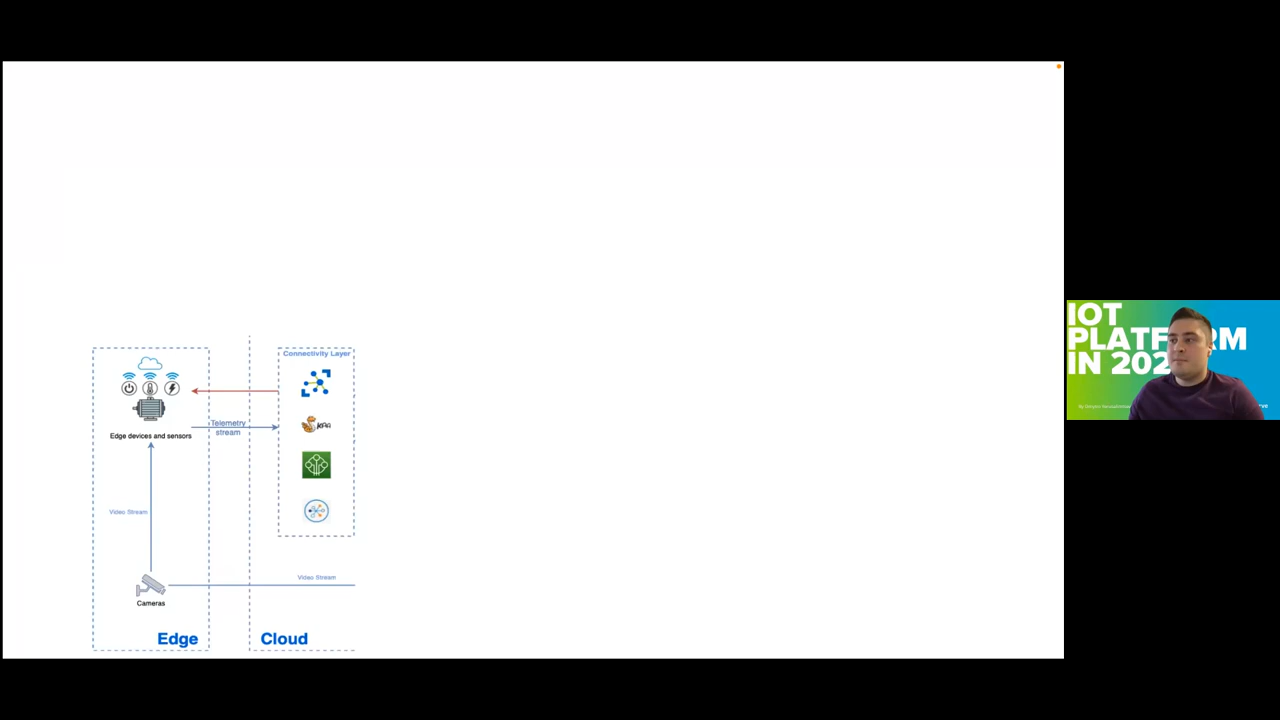 Connectivity Layer
Edge devices and sensors
Telemetry
stream
Video Stream
Cameras
Video Stream
Edge
Cloud
IOT
PLATF RM
IN 202